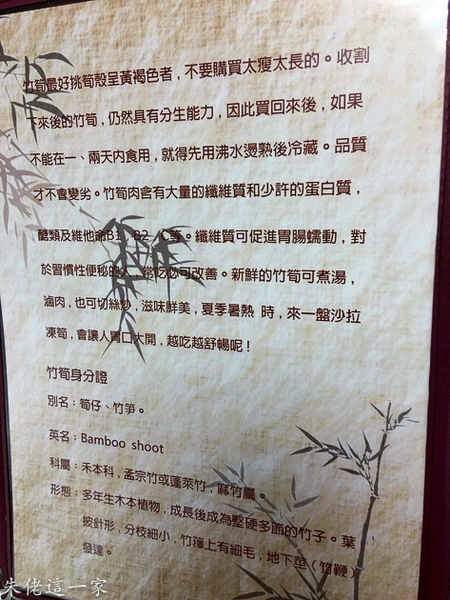 竹筍最好挑筍殼呈黃褐色者,不要購買太瘦太長的。收割
下來後的竹筍,仍然具有分生能力,因此買回來後,如果
不能在一、兩天內食用,就得先用沸水燙熟後冷藏。品質
才不會變劣。竹筍肉含有大量的纖維質和少許的蛋白質,
醣類及維他命B1、B2、C等。纖維質可促進胃腸蠕動,對
於習慣性便秘的人,常吃必可改善。新鮮的竹筍可煮湯,
滷肉,也可切絲炒,滋味鮮美,夏季暑熱 時,來一盤沙拉
凍筍,會讓人胃口大開,越吃越舒暢呢!
竹筍身分證
別名:筍仔、竹笋。
英名:Bamboo shoot
科屬:禾本科,孟宗竹或蓬萊竹,麻竹屬。
形態:多年生木本植物,成長後成為堅硬多節的竹子。葉,
披針形,分枝細小,竹籜上有細毛,地下莖(竹鞭)
發達。
朱佬這一家